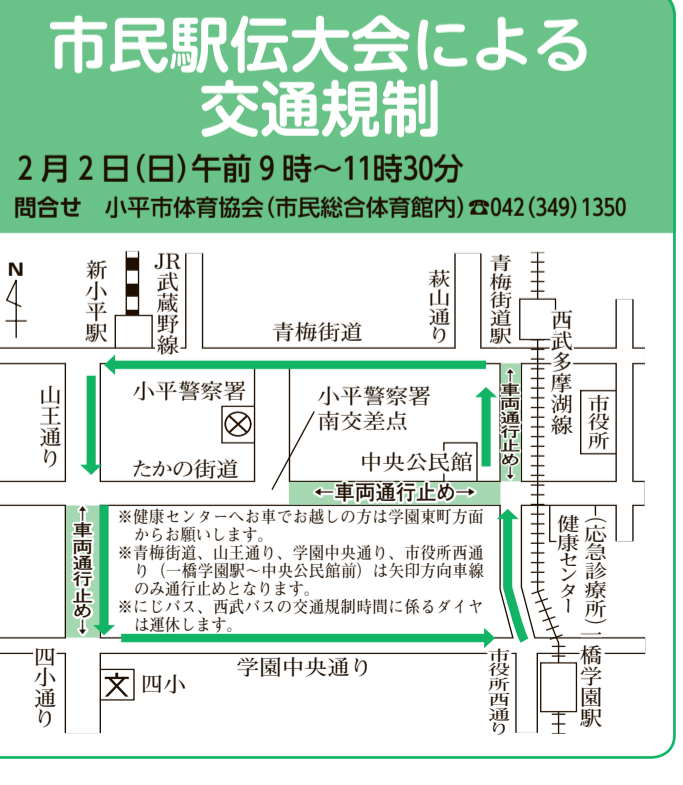 市民駅伝大会による
交通規制
2月2日(日)午前9時〜11時30分
問合せ 小平市体育協会(市民総合体育館内)☎042(349)1350
N
新小平駅
JR武蔵野線
青梅街道
萩山通り
青梅街道駅
西武多摩湖線
山王通り
小平警察署
小平警察署
南交差点
←車両通行止め→
市役所
たかの街道
中央公民館
←車両通行止め→
←車両通行止め→
※健康センターへお車でお越しの方は学園東町方面
からお願いします。
※青梅街道、山王通り、学園中央通り、市役所西通
り(一橋学園駅〜中央公民館前)は矢印方向車線
のみ通行止めとなります。
※にじバス、西武バスの交通規制時間に係るダイヤ
は運休します。
健康センター
(応急診療所)
四小通り
文
四小
学園中央通り
市役所西通り
一橋学園駅